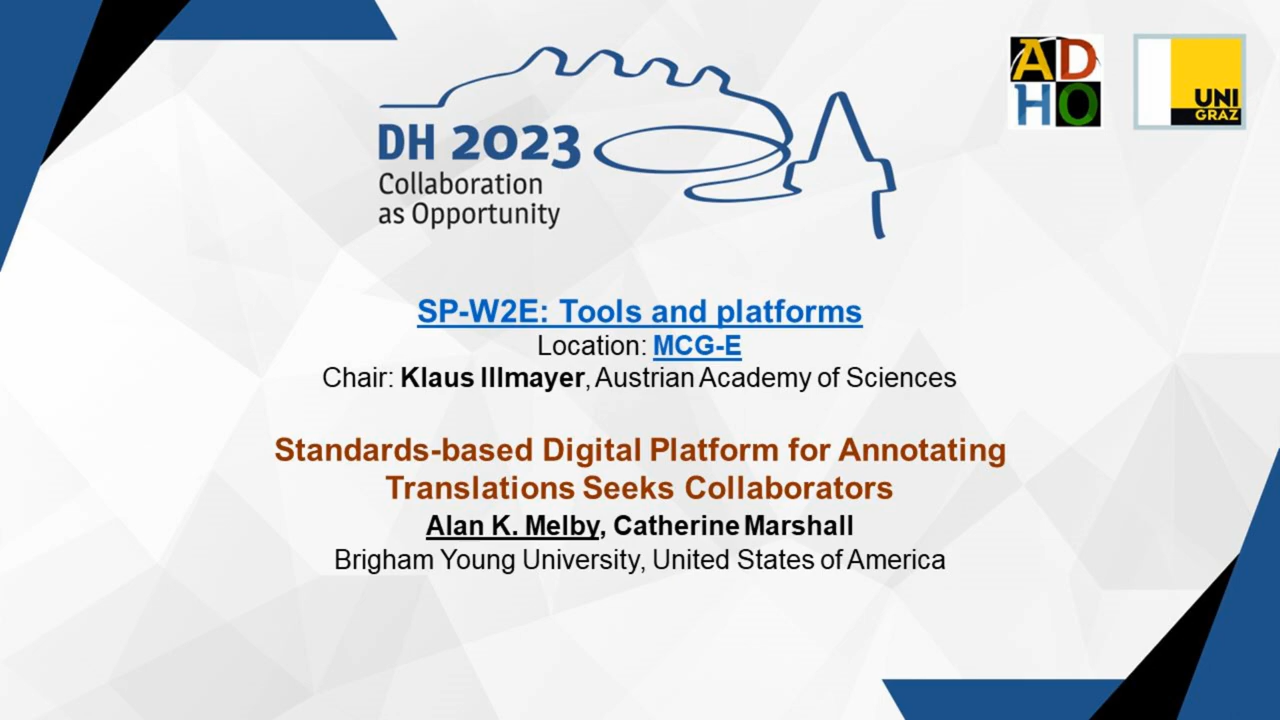 DH 2023
Collaboration
as Opportunity
AD
HO
UNI
GRAZ
SP-W2E: Tools and platforms
Location: MCG-E
Chair: Klaus Illmayer, Austrian Academy of Sciences
Standards-based Digital Platform for Annotating
Translations Seeks Collaborators
Alan K. Melby, Catherine Marshall
Brigham Young University, United States of America